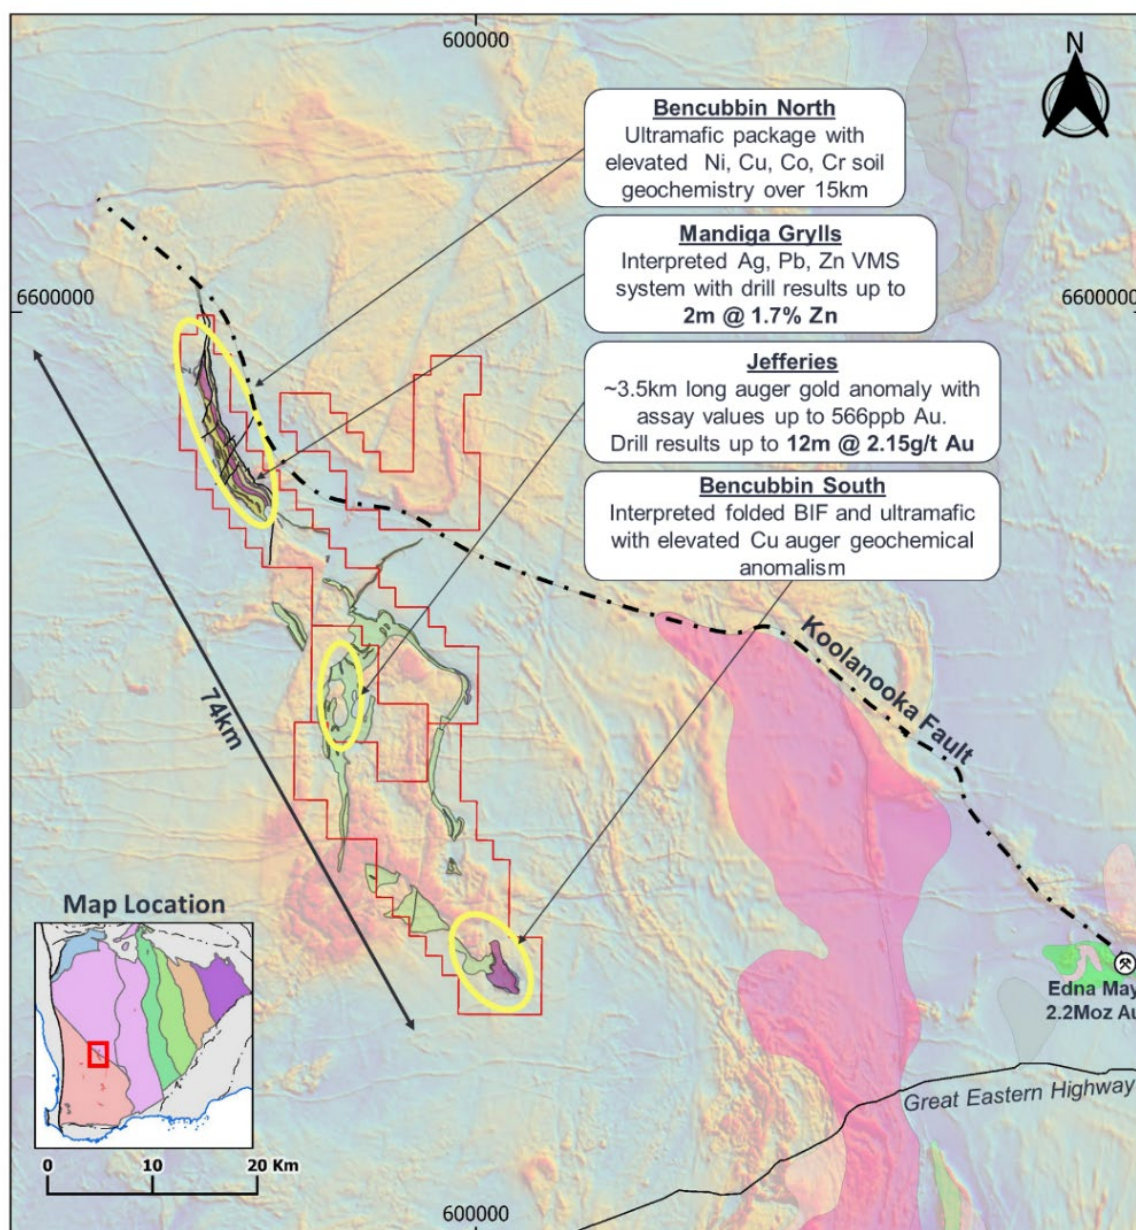 600000
N
Bencubbin North
Ultramafic package with
elevated Ni, Cu, Co, Cr soil
geochemistry over 15km
Mandiga Grylls
Interpreted Ag, Pb, Zn VMS
system with drill results up to
2m @ 1.7% Zn
6600000
6600000
Jefferies
~3.5km long auger gold anomaly with
assay values up to 566ppb Au.
Drill results up to 12m @ 2.15g/t Au
Bencubbin South
Interpreted folded BIF and ultramafic
with elevated Cu auger geochemical
anomalism
Koolanooka Fault
74km
Map Location
Edna May
2.2Moz Au
Great Eastern Highway
0 10 20 Km
600000